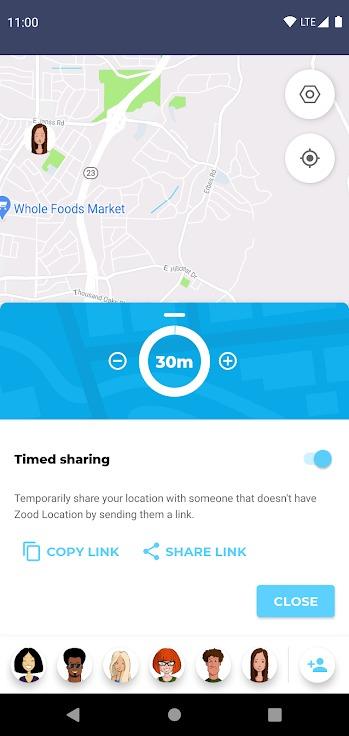 11:00
LTE
E Janss Rd
23
Erbes Rd
Whole Foods Market
E Hillcrest Dr
Thousand Oaks
30m
Timed sharing
Temporarily share your location with someone that doesn't have
Zood Location by sending them a link.
COPY LINK
SHARE LINK
CLOSE